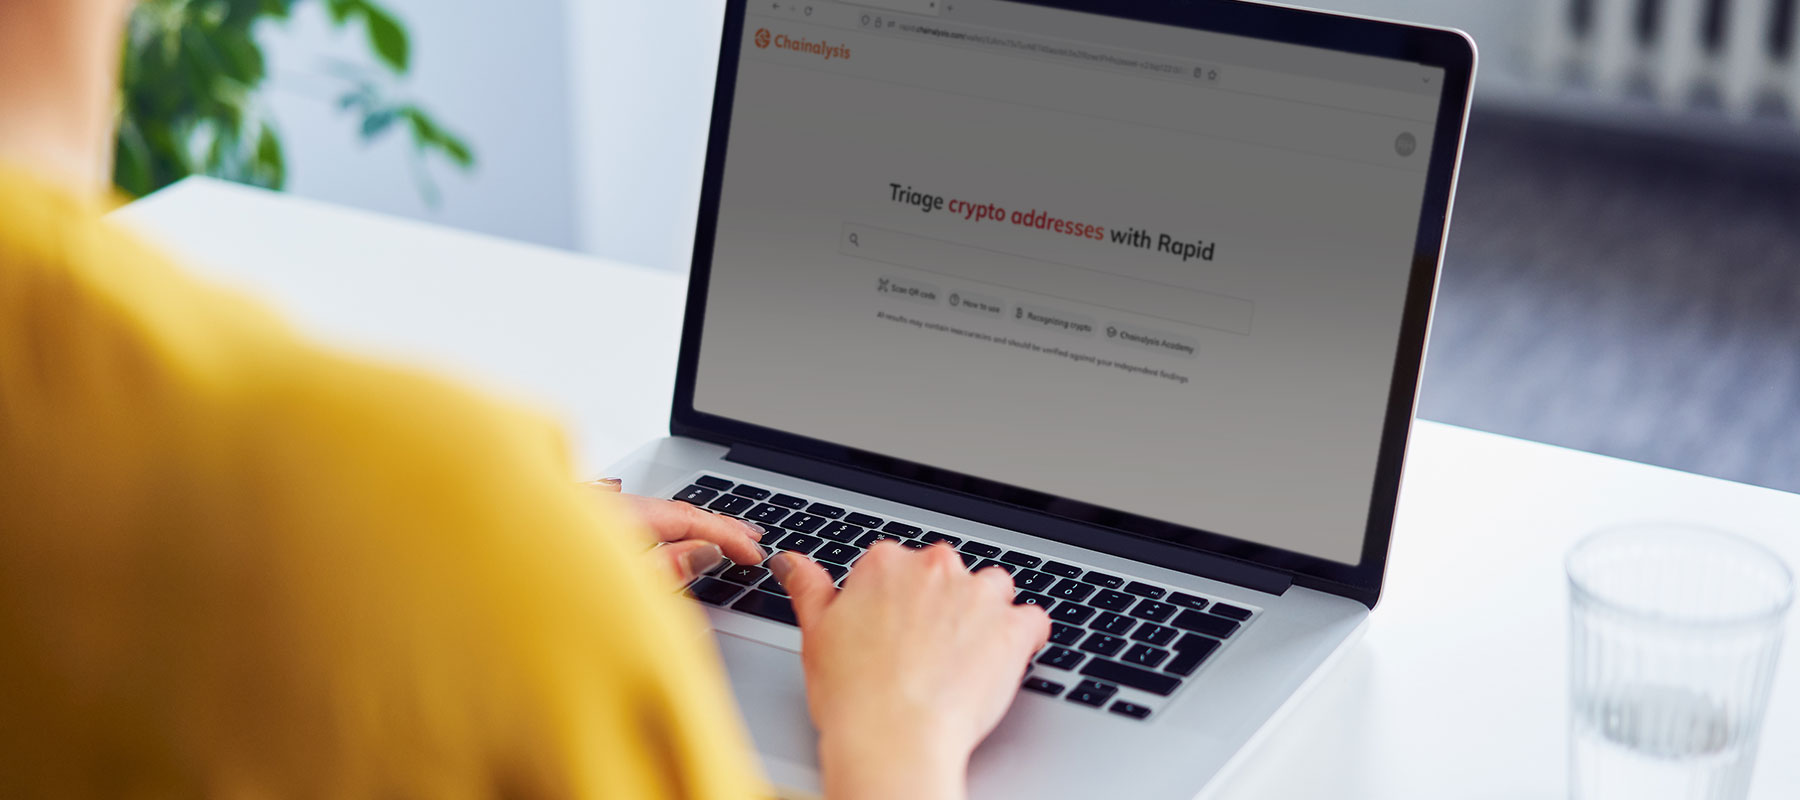 Chainalysis
Triage crypto addresses with Rapid
Scan QR code
How to use
Recognizing crypto
Chainalysis Academy
AI results may contain inaccuracies and should be verified against your independent findings